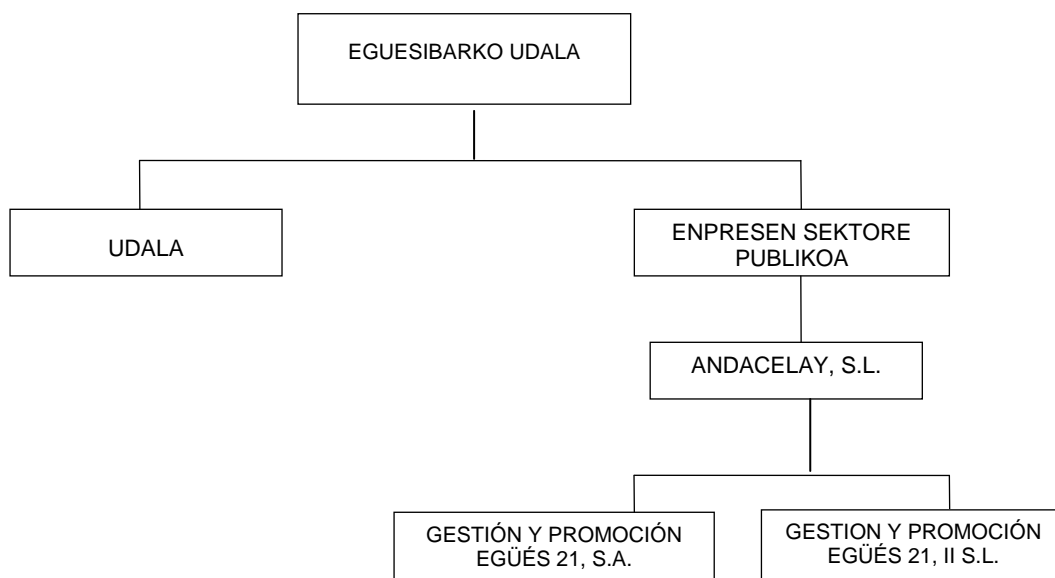 EGUESIBARKO UDALA
UDALA
ENPRESEN SEKTORE
PUBLIKOA
ANDACELAY, S.L.
GESTIÓN Y PROMOCIÓN
EGÜÉS 21, S.A.
GESTION Y PROMOCIÓN
EGÜÉS 21, II S.L.